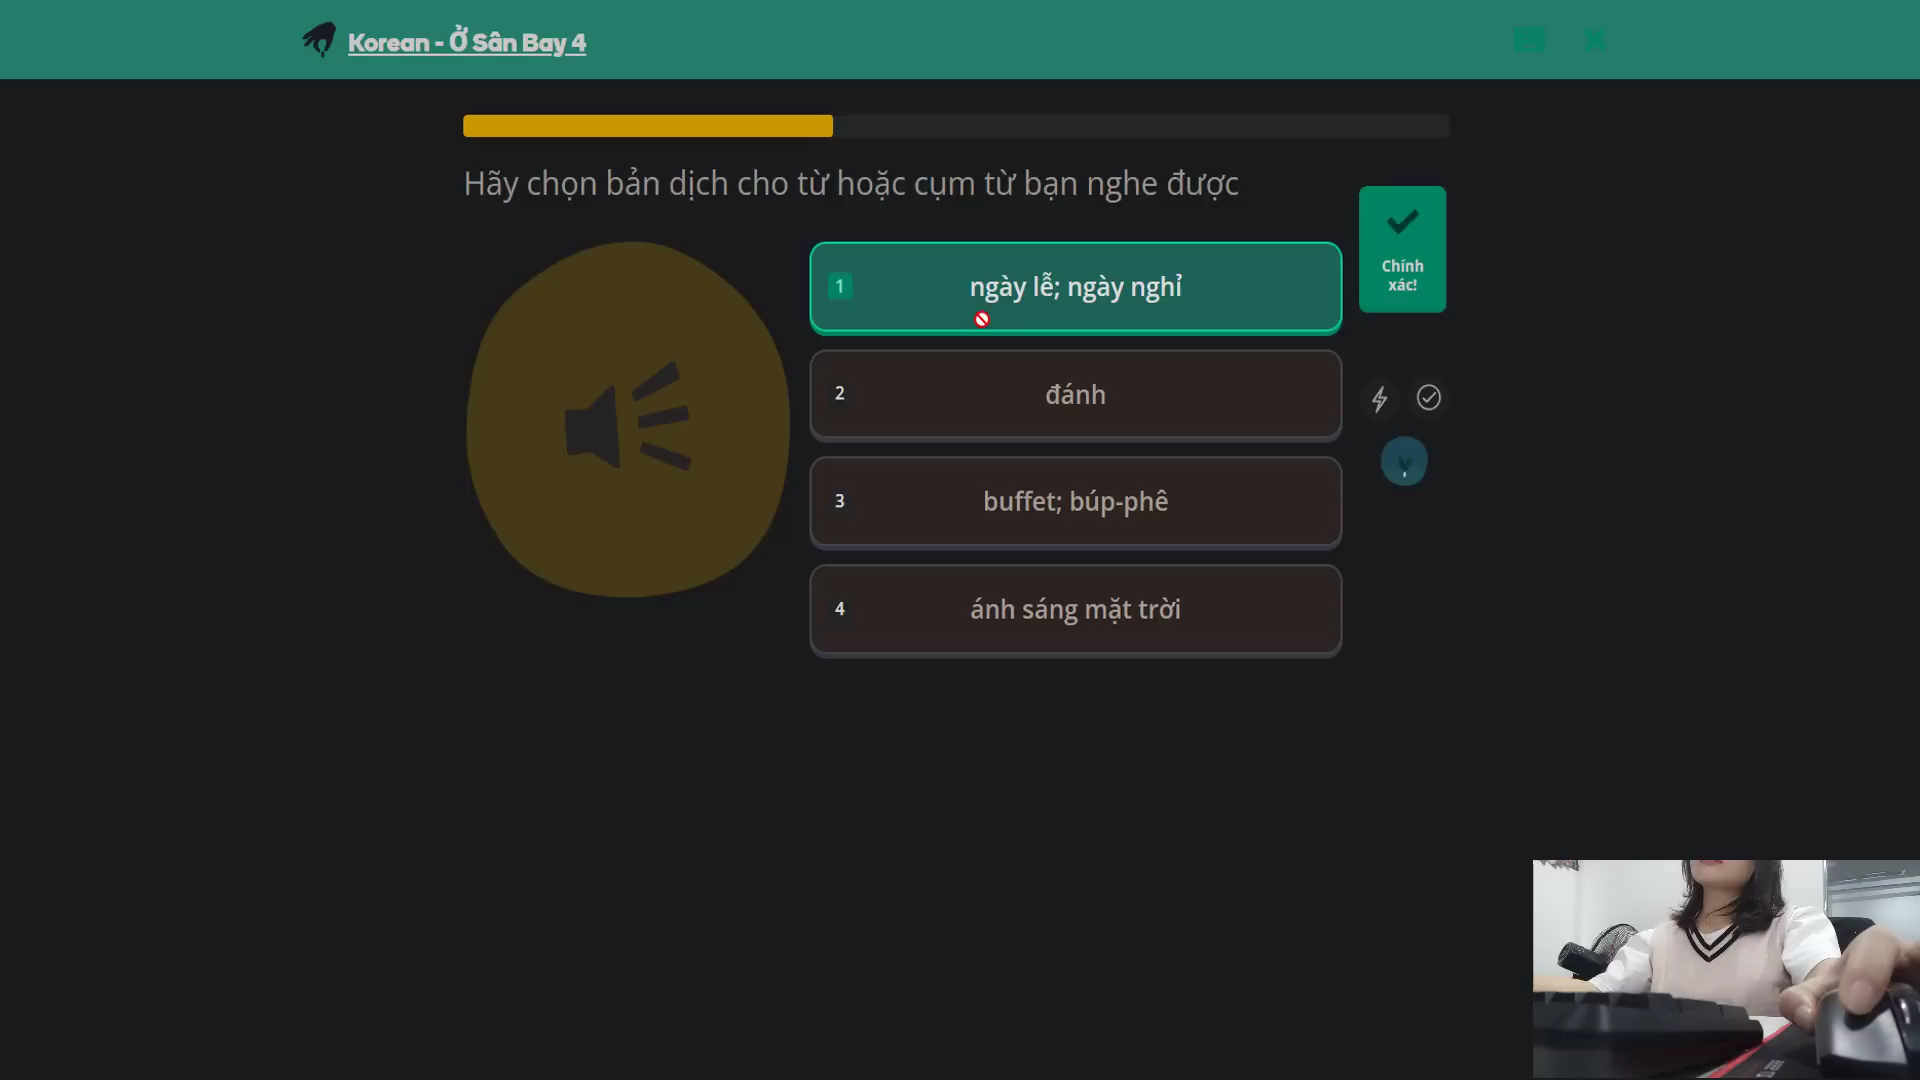 Korean - Ở Sân Bay 4
Hãy chọn bản dịch cho từ hoặc cụm từ bạn nghe được
1 ngày lễ; ngày nghỉ
2 đánh
3 buffet; búp-phê
4 ánh sáng mặt trời
Chính
xác!